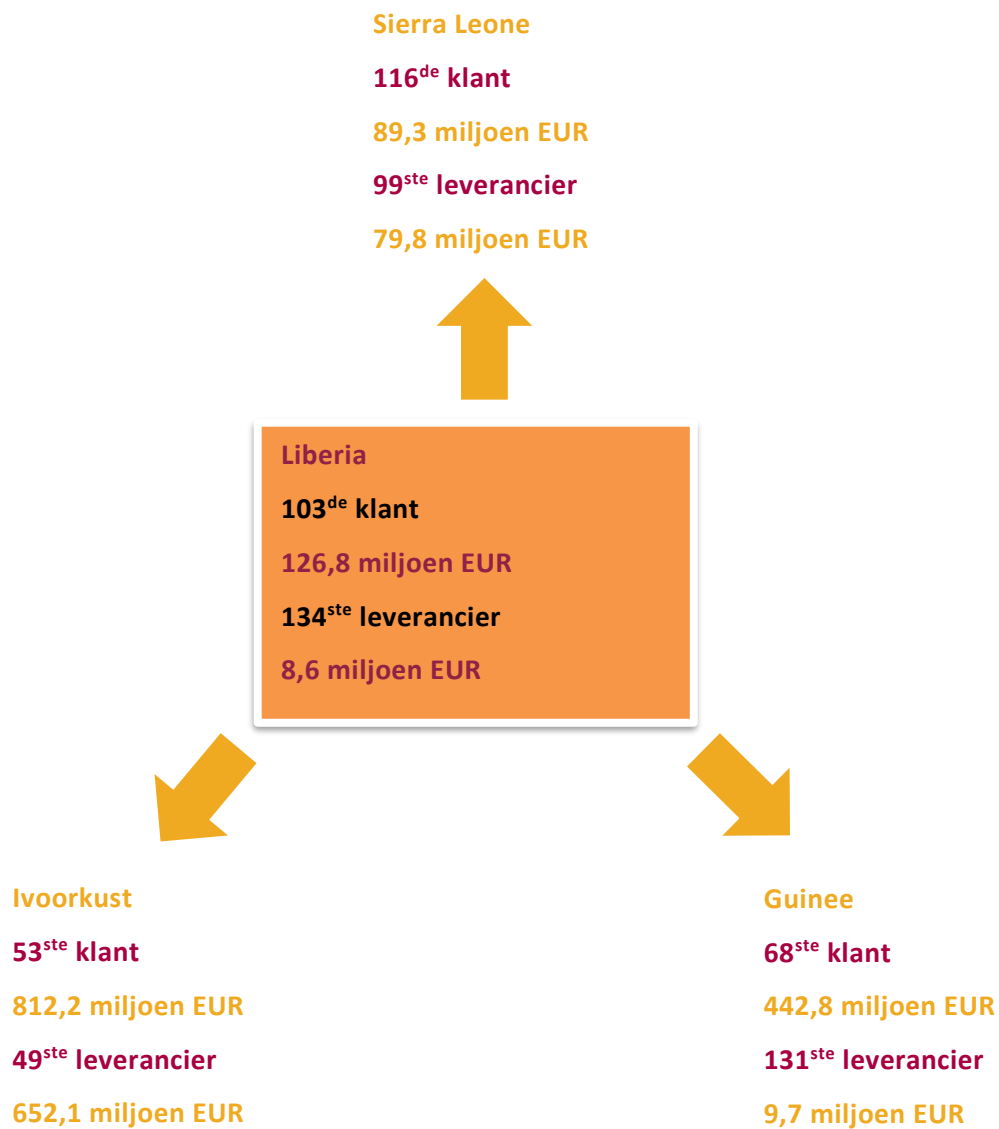 Sierra Leone
116de klant
89,3 miljoen EUR
99ste leverancier
79,8 miljoen EUR
Liberia
103de klant
126,8 miljoen EUR
134ste leverancier
8,6 miljoen EUR
Ivoorkust
53ste klant
812,2 miljoen EUR
49ste leverancier
652,1 miljoen EUR
Guinee
68ste klant
442,8 miljoen EUR
131ste leverancier
9,7 miljoen EUR